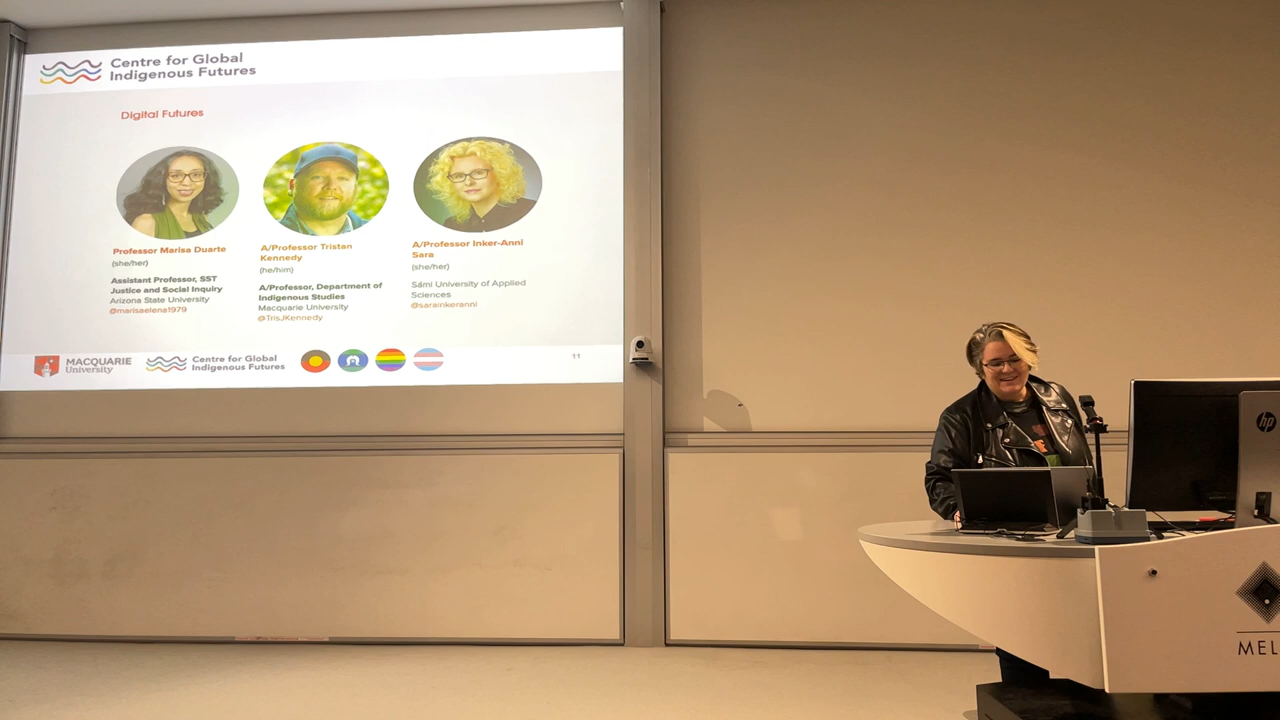 Centre for Global
Indigenous Futures
Digital Futures
Professor Marisa Duarte
(she/her)
Assistant Professor, SST
Justice and Social Inquiry
Arizona State University
@marisaelena1979
A/Professor Tristan
Kennedy
(he/him)
A/Professor, Department of
Indigenous Studies
Macquarie University
@TrisJKennedy
A/Professor Inker-Anni
Sara
(she/her)
Sámi University of Applied
Sciences
@sarainkeranni
MACQUARIE
University
Centre for Global
Indigenous Futures
11
hp
MEL